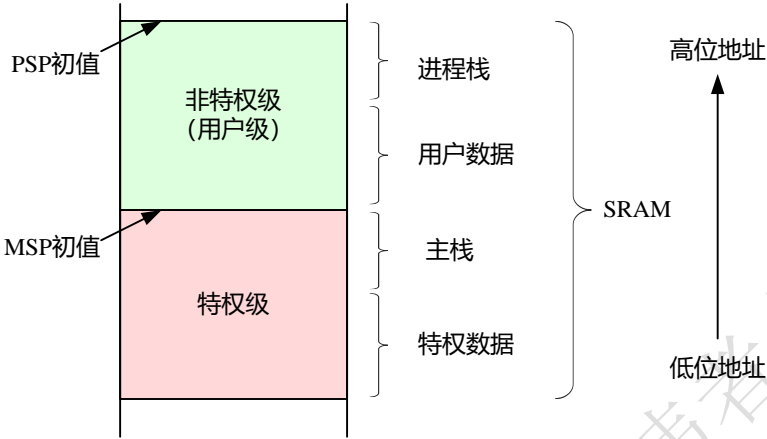 PSP初值
非特权级
（用户级）
MSP初值
特权级
进程栈
用户数据
主栈
特权数据
SRAM
高位地址
低位地址